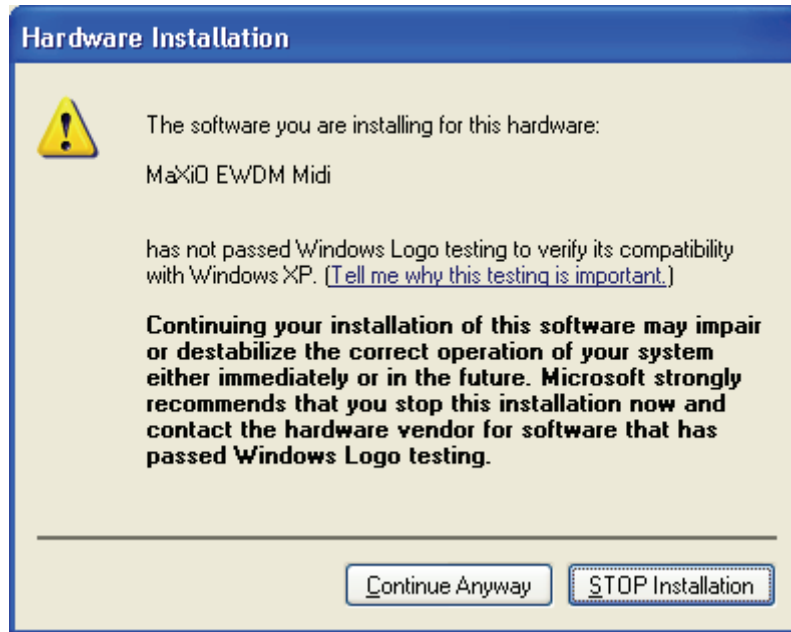 Hardware Installation
The software you are installing for this hardware:
MaXiO EWDM Midi
has not passed Windows Logo testing to verify its compatibility
with Windows XP. (Tell me why this testing is important.)
Continuing your installation of this software may impair
or destabilize the correct operation of your system
either immediately or in the future. Microsoft strongly
recommends that you stop this installation now and
contact the hardware vendor for software that has
passed Windows Logo testing.
Continue Anyway
STOP Installation